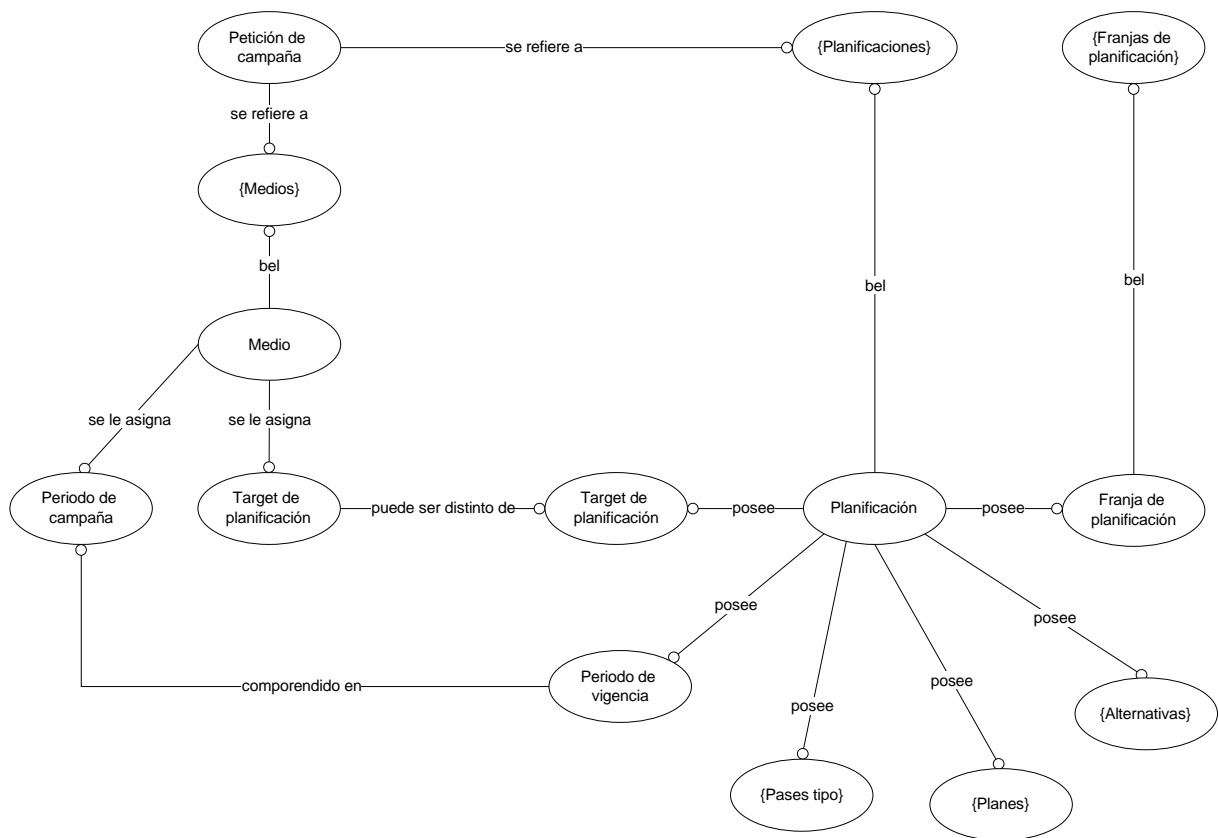 Petición de
campaña
se refiere a
{Planificaciones}
{Franjas de
planificación}
se refiere a
{Medios}
bel
bel
bel
Medio
se le asigna
se le asigna
Periodo de
campaña
Target de
planificación
puede ser distinto de
Target de
planificación
posee
Planificación
posee
Franja de
planificación
posee
posee
comporendido en
Periodo de
vigencia
posee
posee
{Alternativas}
{Pases tipo}
{Planes}